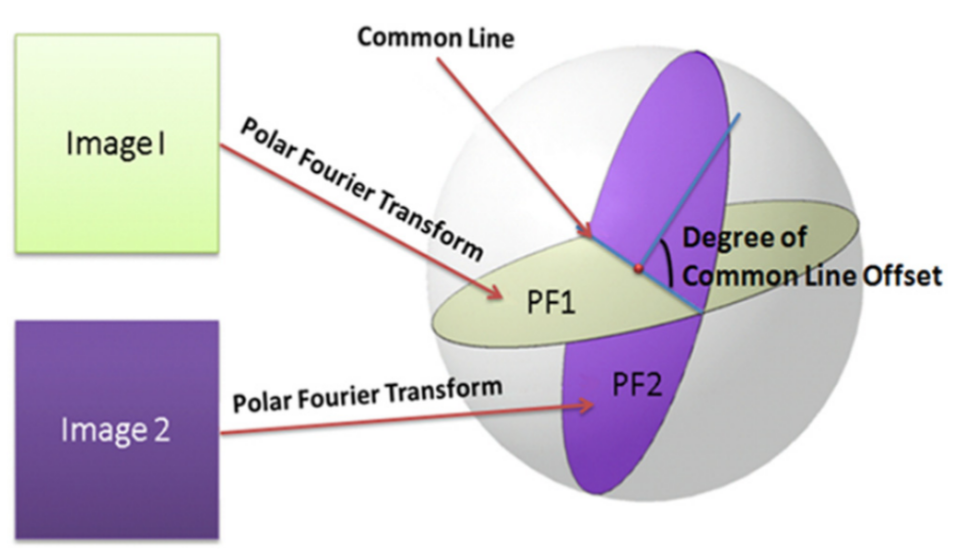 Common Line
Image I
Polar Fourier Transform
Degree of
Common Line Offset
PF1
PF2
Polar Fourier Transform
Image 2